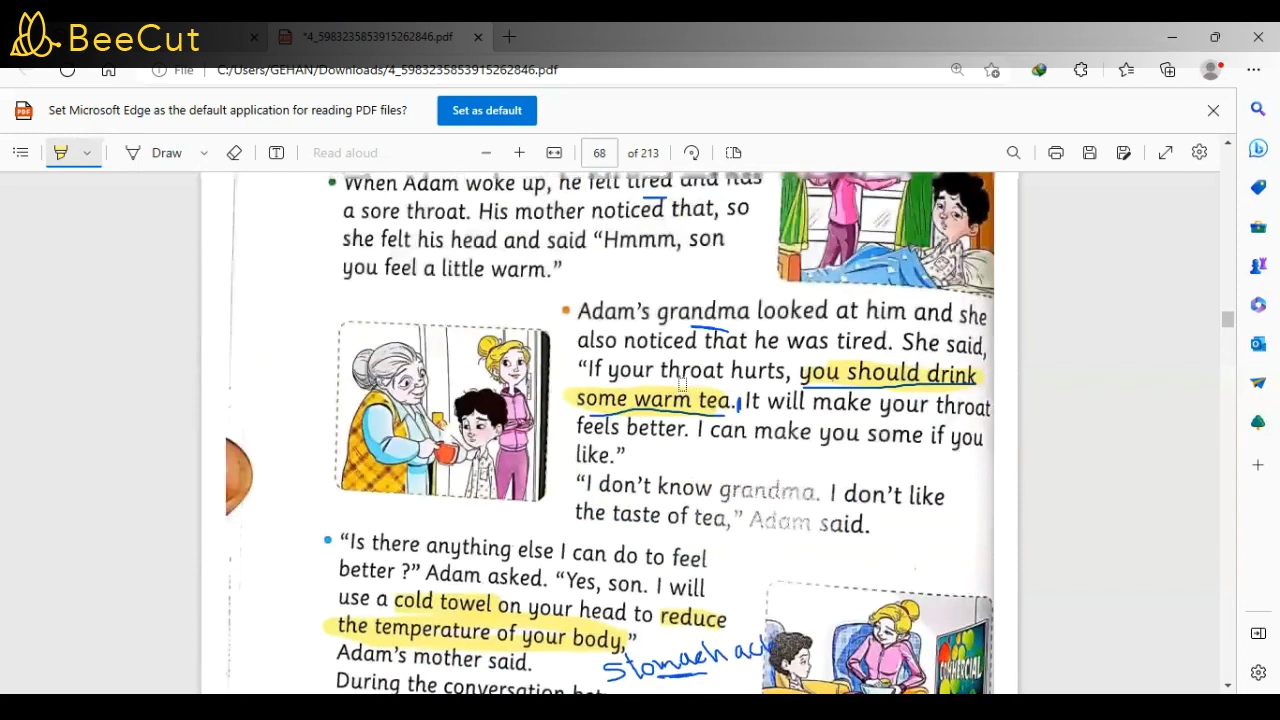 BeeCut
*4_5983235853915262846.pdf
File
C:/Users/GEHAN/Downloads/4_5983235853915262846.pdf
Set Microsoft Edge as the default application for reading PDF files?
Set as default
Draw
Read aloud
68
of 213
When Adam woke up, he felt tired and has
a sore throat. His mother noticed that, so
she felt his head and said “Hmmm, son
you feel a little warm.”
Adam's grandma looked at him and she
also noticed that he was tired. She said,
“If your throat hurts, you should drink
some warm tea. It will make your throat
feels better. I can make you some if you
like.”
“I don't know grandma. I don't like
the taste of tea,” Adam said.
“Is there anything else I can do to feel
better ?” Adam asked. “Yes, son. I will
use a cold towel on your head to reduce
the temperature of your body,”
Adam's mother said.
stomach
COMMERCIAL
During the conversation